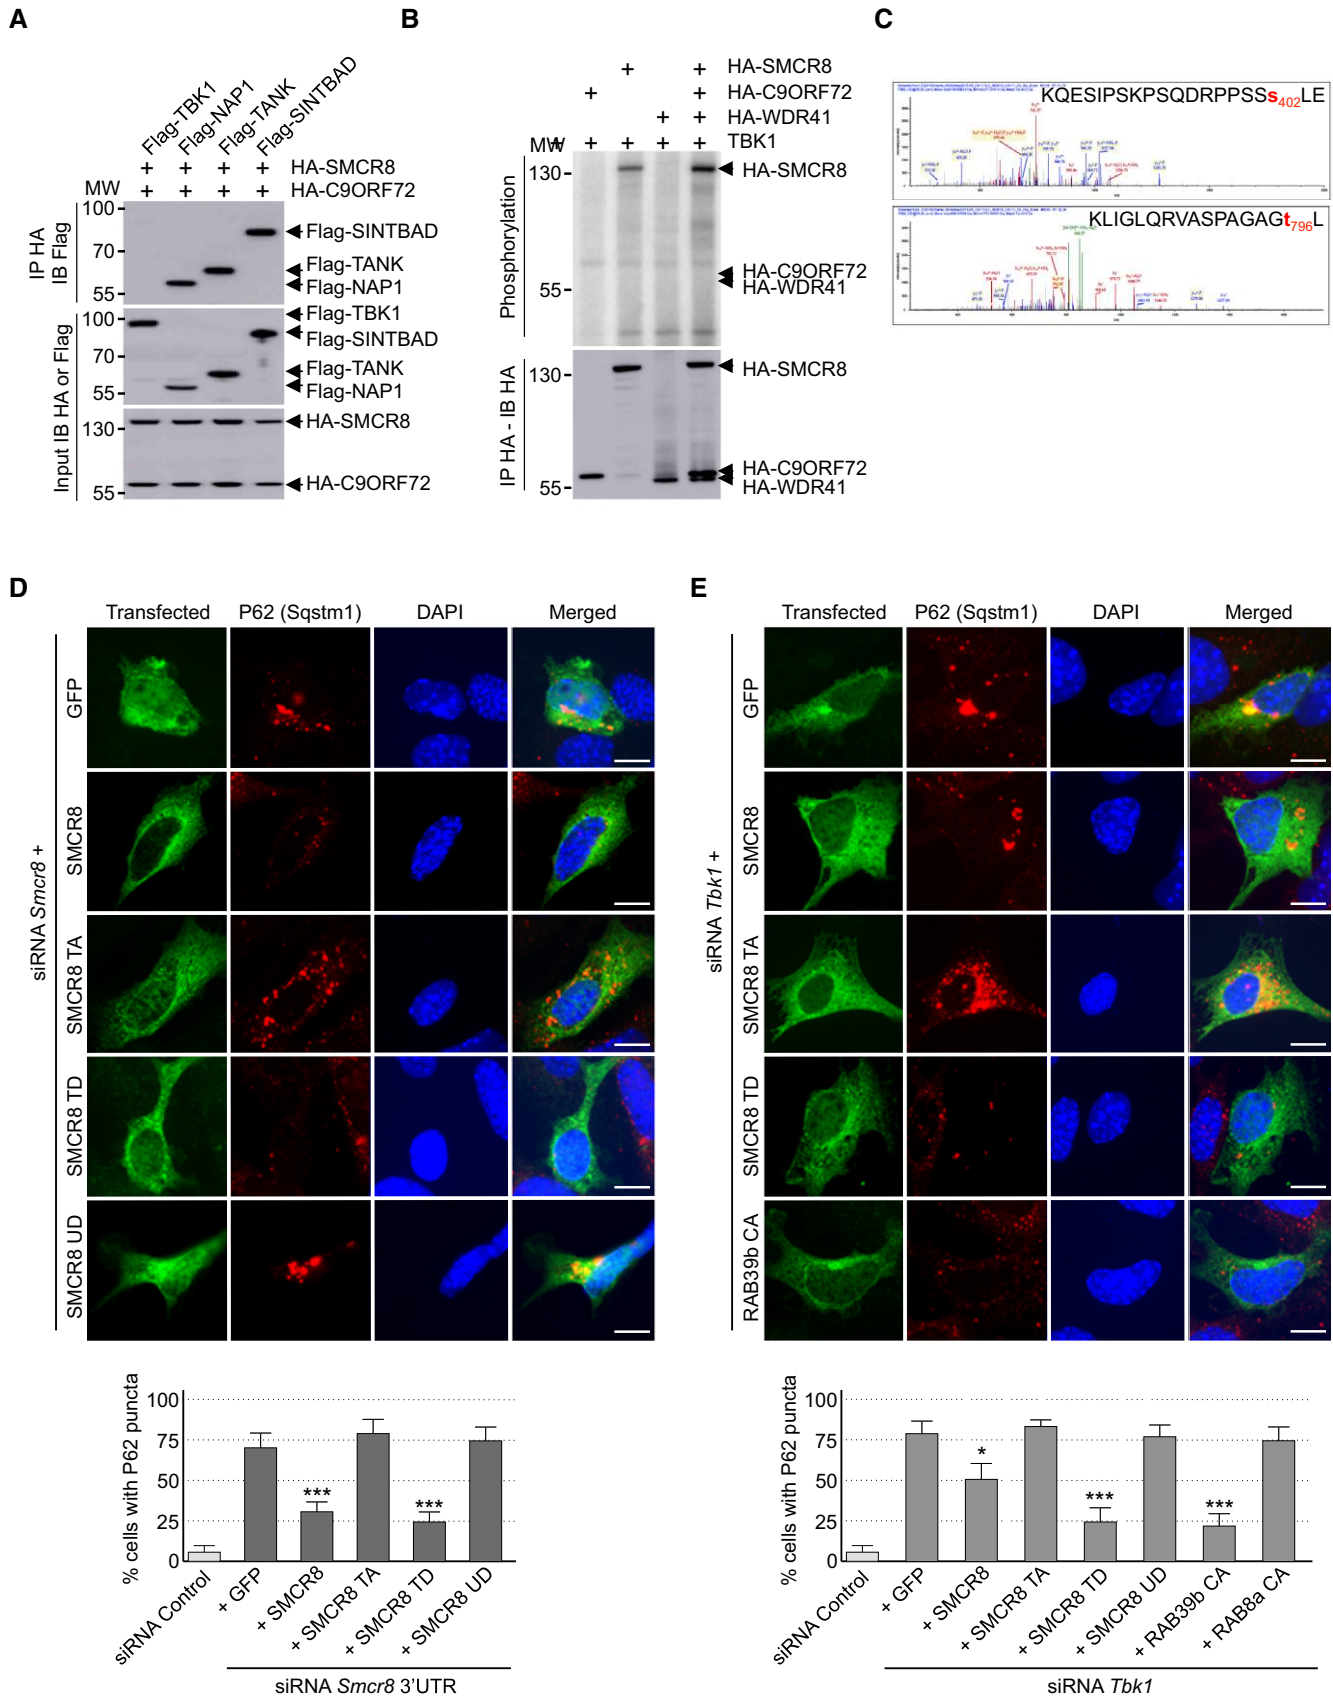 A
Flag-TBK1
Flag-NAP1
Flag-TANK
Flag-SINTBAD
+ + + + HA-SMCR8
MW + + + + HA-C9ORF72
IP HA
IB Flag
100
70
55
Flag-SINTBAD
Flag-TANK
Flag-NAP1
Input IB HA or Flag
100
70
55
Flag-TBK1
Flag-SINTBAD
Flag-TANK
Flag-NAP1
130
55
HA-SMCR8
HA-C9ORF72
B
+ + HA-SMCR8
+ + HA-C9ORF72
+ + HA-WDR41
MW + + + + + TBK1
Phosphorylation
130
55
HA-SMCR8
HA-C9ORF72
HA-WDR41
IP HA - IB HA
130
55
HA-SMCR8
HA-C9ORF72
HA-WDR41
C
KQESIPSKPSQDRPPSSs402LE
KLIGLQRVASPAGAGt796L
D
Transfected P62 (Sqstm1) DAPI Merged
siRNA Smcr8 +
GFP
SMCR8
SMCR8 TA
SMCR8 TD
SMCR8 UD
% cells with P62 puncta
100
75
50
25
0
***
***
siRNA Control
+ GFP
+ SMCR8
+ SMCR8 TA
+ SMCR8 TD
+ SMCR8 UD
siRNA Smcr8 3'UTR
E
Transfected P62 (Sqstm1) DAPI Merged
siRNA Tbk1 +
GFP
SMCR8
SMCR8 TA
SMCR8 TD
RAB39b CA
% cells with P62 puncta
100
75
50
25
0
*
***
***
siRNA Control
+ GFP
+ SMCR8
+ SMCR8 TA
+ SMCR8 TD
+ SMCR8 UD
+ RAB39b CA
+ RAB8a CA
siRNA Tbk1